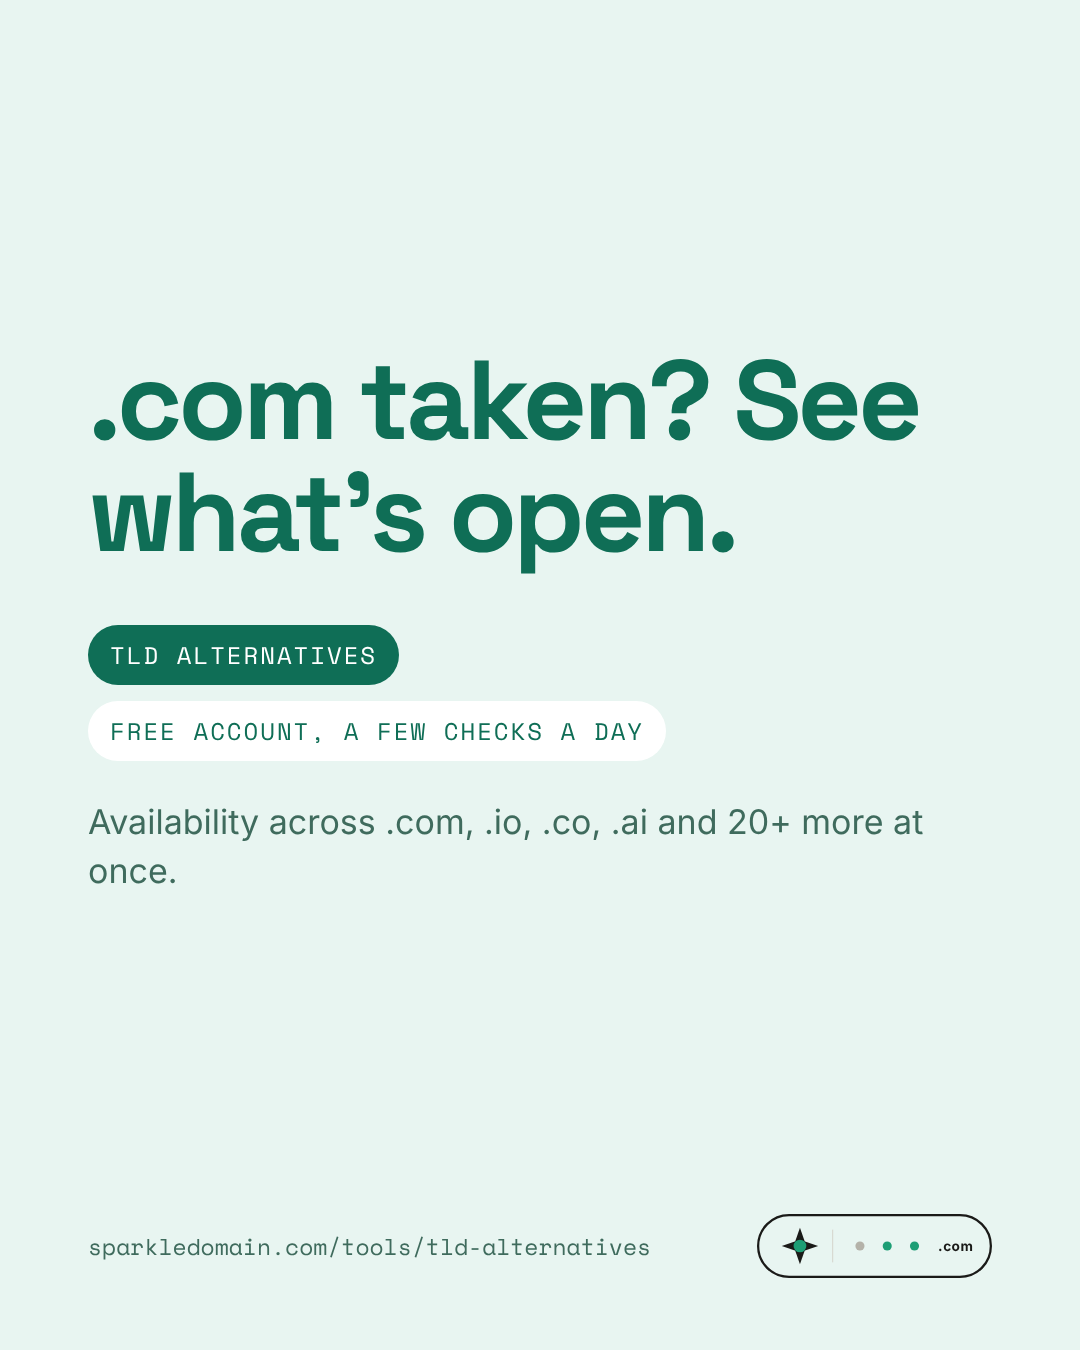 .com taken? See
what’s open.
TLD ALTERNATIVES
FREE ACCOUNT, A FEW CHECKS A DAY
Availability across .com, .io, .co, .ai and 20+ more at
once.
sparkledomain.com/tools/tld-alternatives
.com